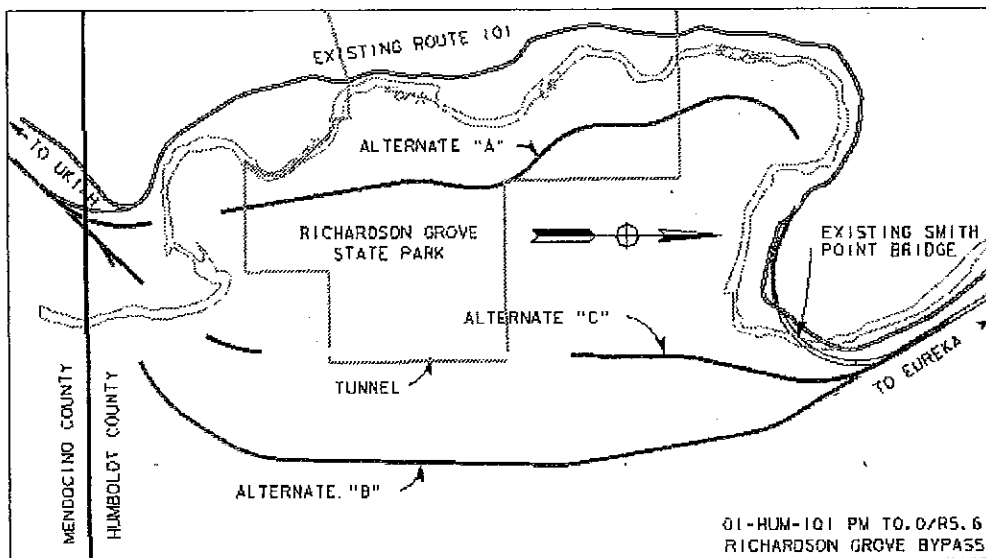 EXISTING ROUTE 101
TO UKIAH
ALTERNATE "A"
RICHARDSON GROVE
STATE PARK
EXISTING SMITH
POINT BRIDGE
ALTERNATE "C"
TUNNEL
TO EUREKA
MENDOCINO COUNTY
HUMBOLDT COUNTY
ALTERNATE. "B"
01-HUM-101 PM TO.0/R5.6
RICHARDSON GROVE BYPASS